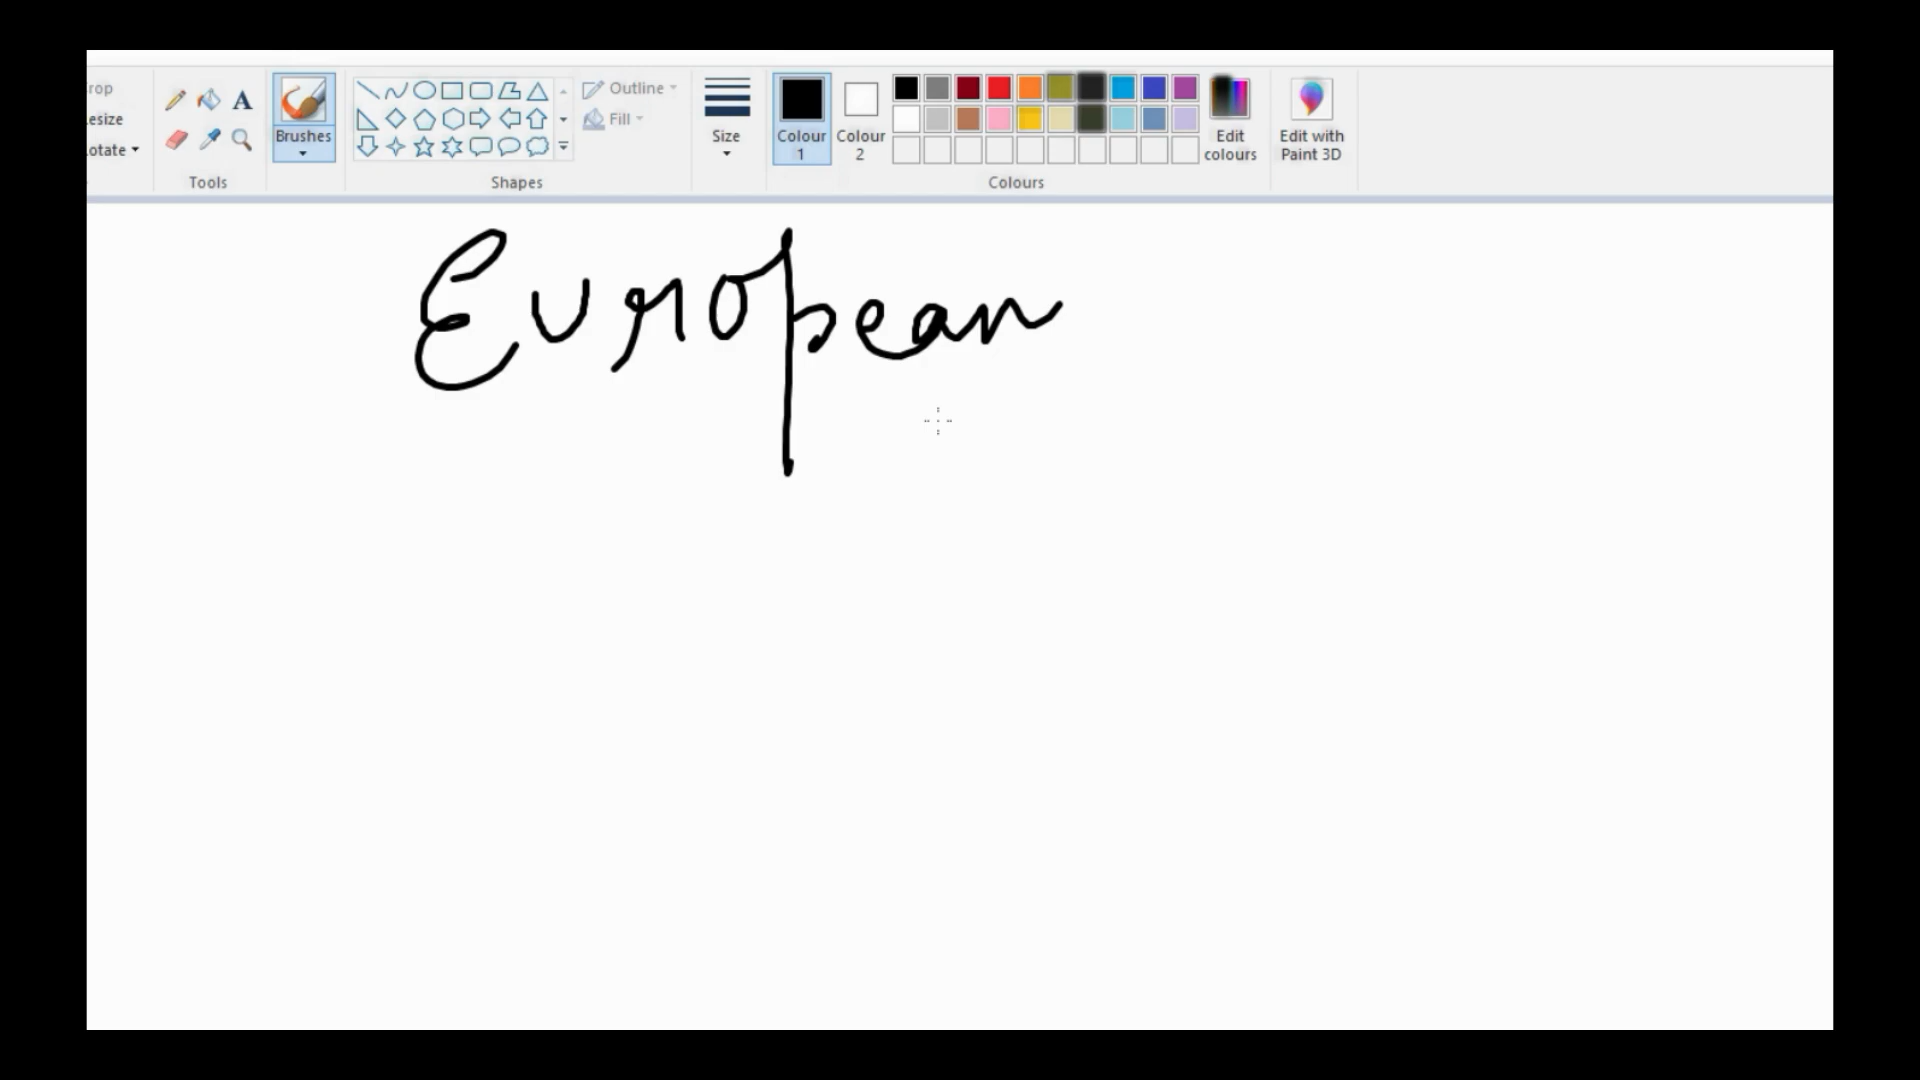 rop
esize
otate
A
Tools
Brushes
Outline
Fill
Shapes
Size
Colour 1
Colour 2
Edit colours
Colours
Edit with Paint 3D
European